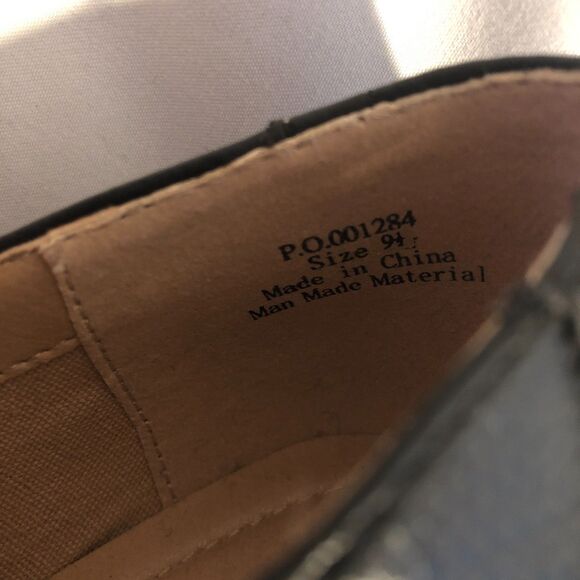 P.O.001284
Size 9½
Made in China
Man Made Material